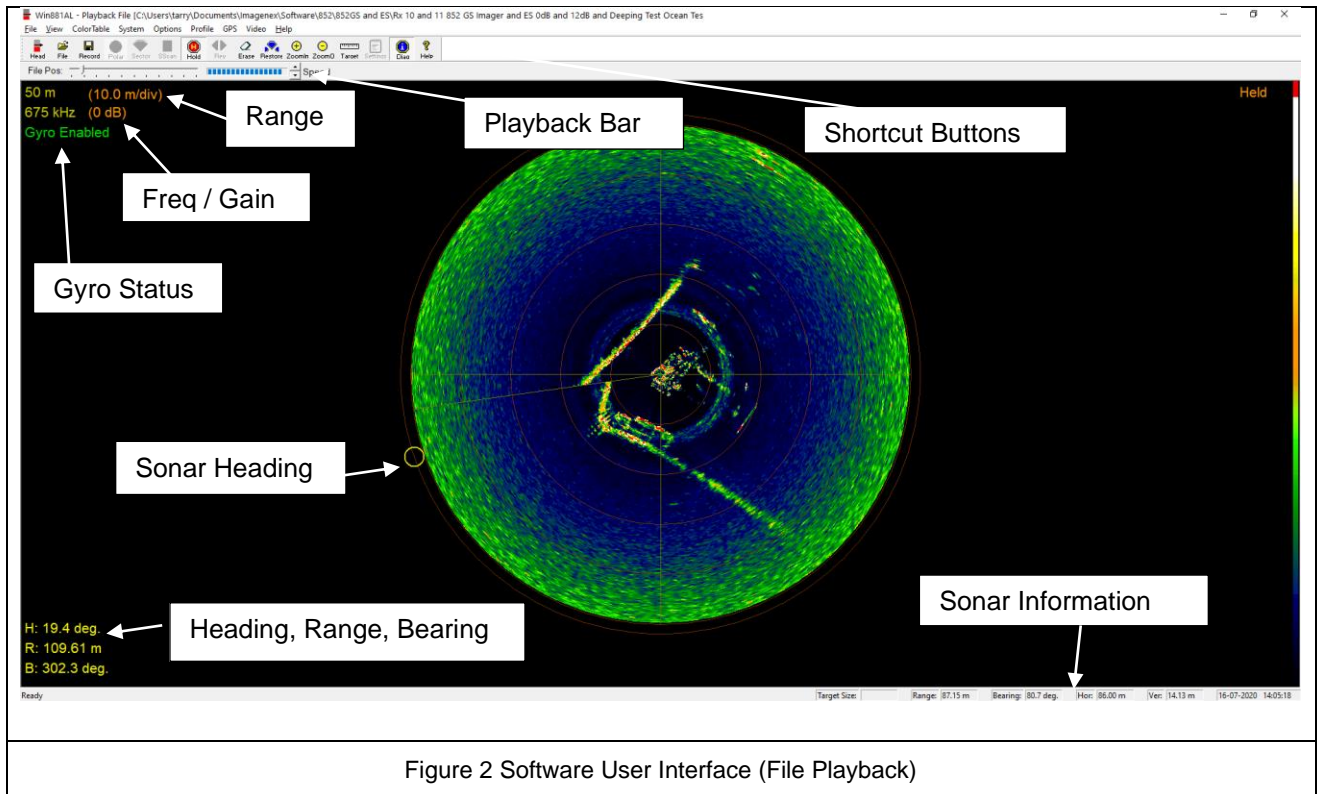 Win881AL - Playback File [C:\Users\tarry\Documents\Imagenex\Software\852\852GS and ES\Rx 10 and 11 852 GS Imager and ES 0dB and 12dB and Deeping Test Ocean Tes
File View ColorTable System Options Profile GPS Video Help
Head File Record Polar Sector SScan Hold Rev Erase Restore ZoomIn ZoomO Target Settings Diag Help
File Pos:
50 m (10.0 m/div)
Range
Playback Bar
Shortcut Buttons
Held
675 kHz (0 dB)
Gyro Enabled
Freq / Gain
Gyro Status
Sonar Heading
Sonar Information
H: 19.4 deg.
Heading, Range, Bearing
R: 109.61 m
B: 302.3 deg.
Ready Target Size: Range: 87.15 m Bearing: 80.7 deg. Hor: 86.00 m Ver: 14.13 m 16-07-2020 14:05:18
Figure 2 Software User Interface (File Playback)